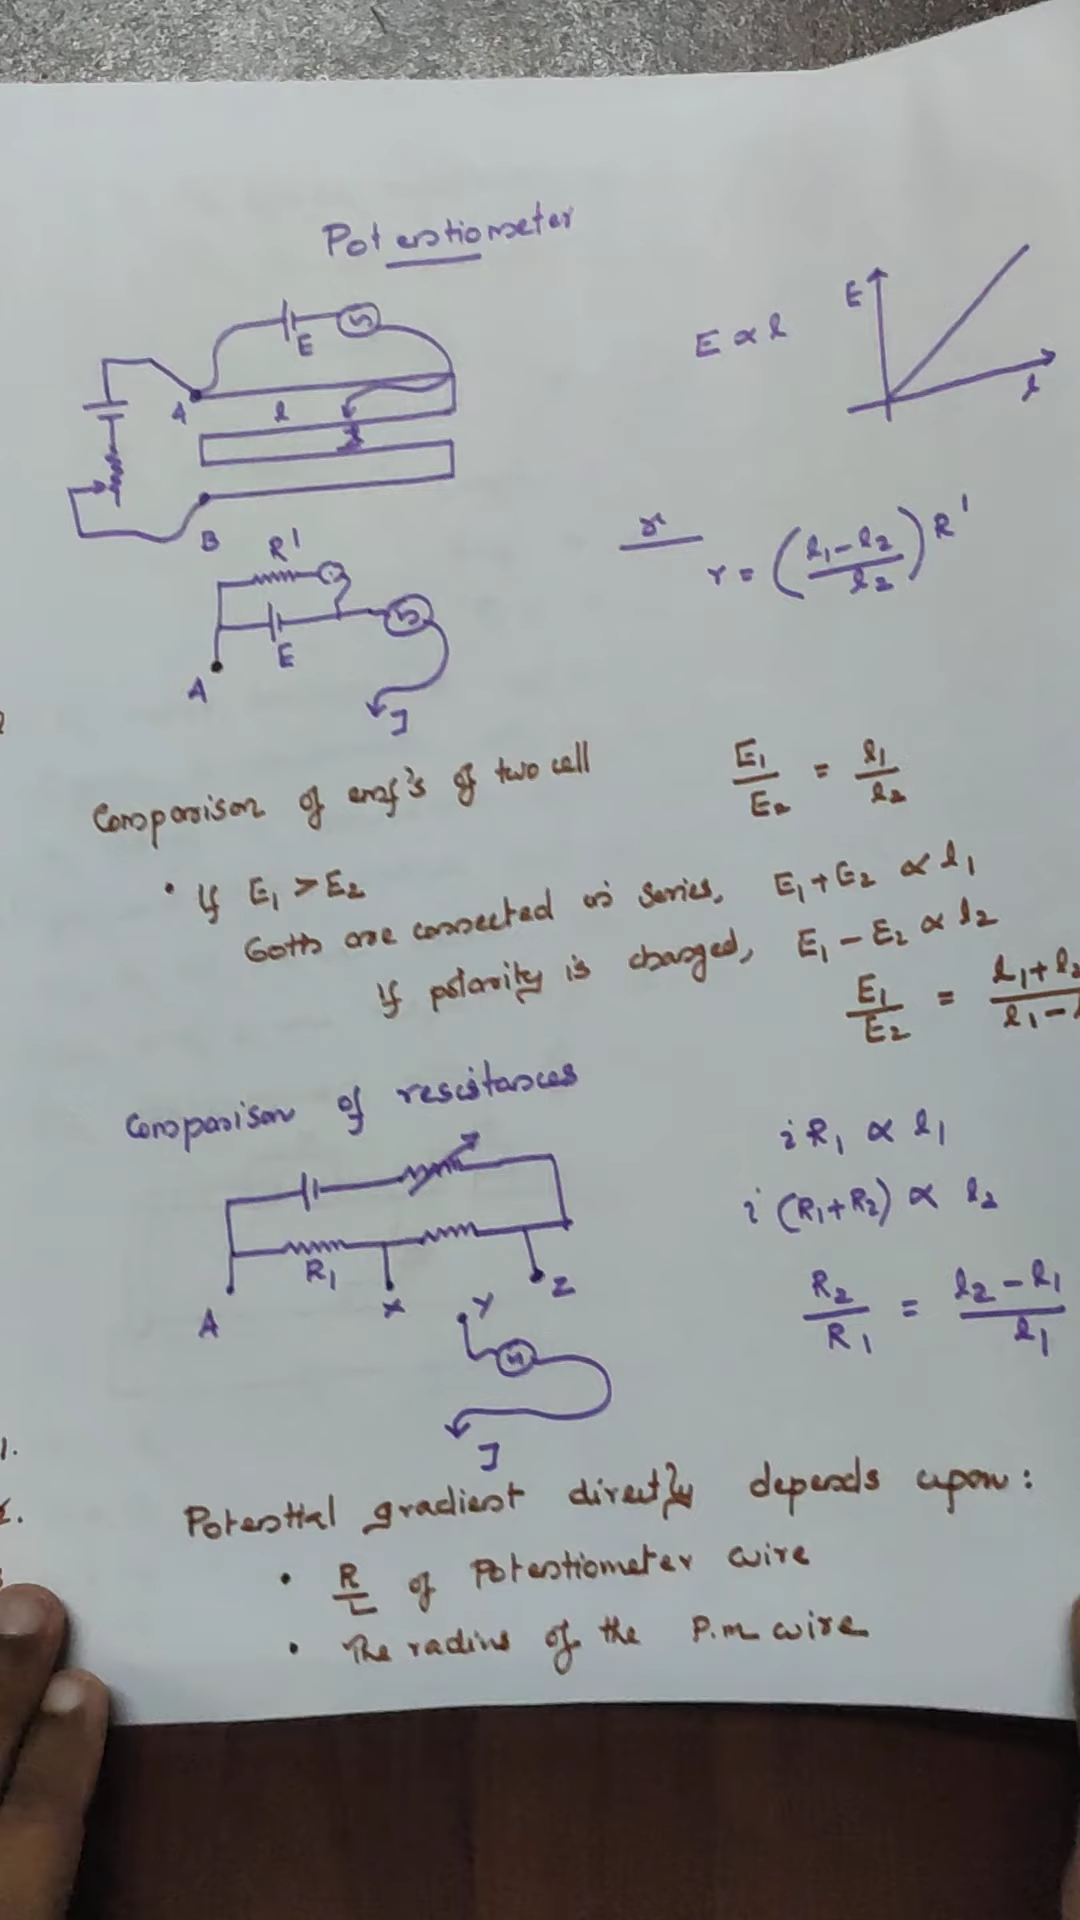 Potentiometer
E
E ∝ l
E
l
A
l
J
B
R'
r
r = (l₁-l₂/l₂) R'
E
A
J
Comparison of emf's of two cell
E₁/E₂ = l₁/l₂
• If E₁ > E₂
Both are connected in series, E₁+E₂ ∝ l₁
If polarity is changed, E₁-E₂ ∝ l₂
E₁/E₂ =
Comparison of rescitances
i R₁ ∝ l₁
i (R₁+R₂) ∝ l₂
R₁
A
X
Y
Z
R₂/R₁ = l₂-l₁/l₁
J
1.
Potential gradient directly depends upon:
• R/L of Potentiometer wire
• The radius of the P.m wire